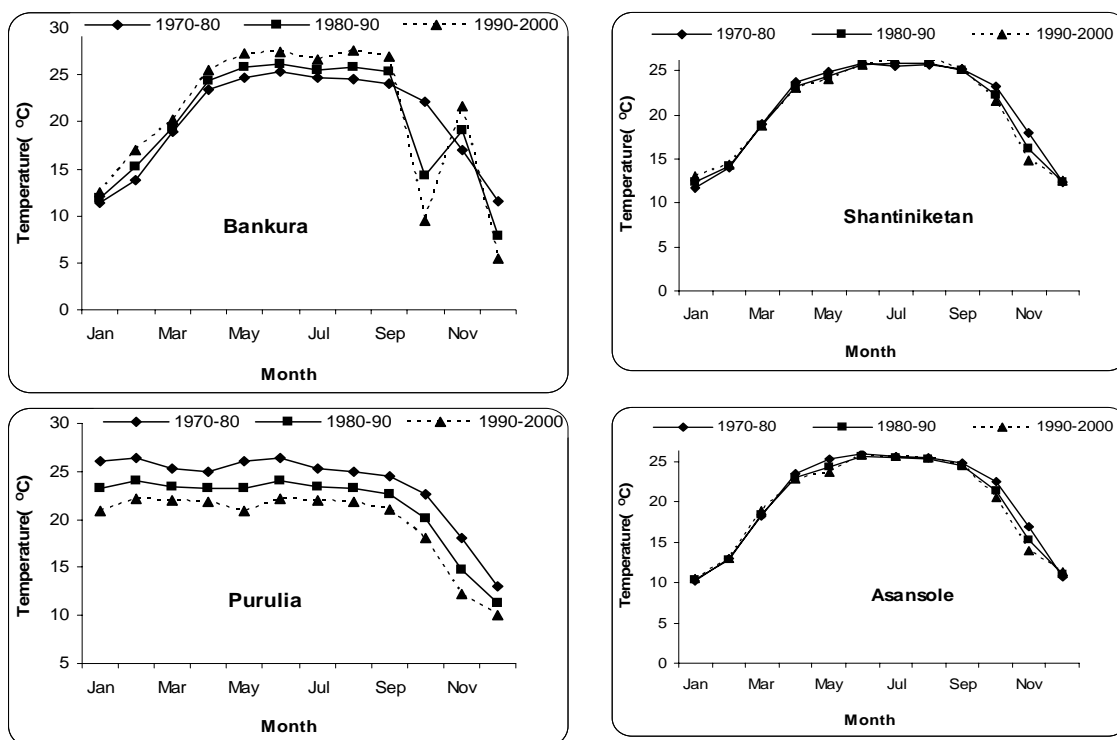 1970-80 1980-90 1990-2000
30
25
20
15
10
5
0
Temperature( °C)
Bankura
Jan Mar May Jul Sep Nov
Month
1970-80 1980-90 1990-2000
25
20
15
10
5
0
Temperature( °C)
Shantiniketan
Jan Mar May Jul Sep Nov
Month
1970-80 1980-90 1990-2000
30
25
20
15
10
5
Temperature( °C)
Purulia
Jan Mar May Jul Sep Nov
Month
1970-80 1980-90 1990-2000
25
20
15
10
5
0
Temperature( °C)
Asansole
Jan Mar May Jul Sep Nov
Month